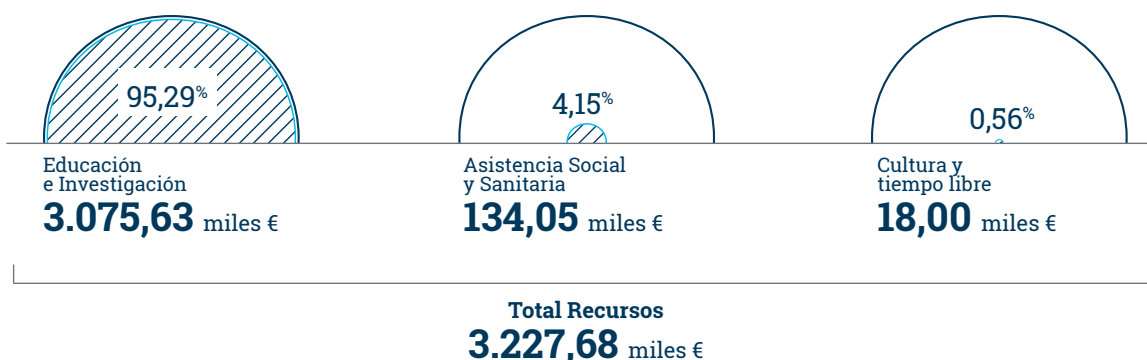 95,29%
4,15%
0,56%
Educación
e Investigación
3.075,63 miles €
Asistencia Social
y Sanitaria
134,05 miles €
Cultura y
tiempo libre
18,00 miles €
Total Recursos
3.227,68 miles €